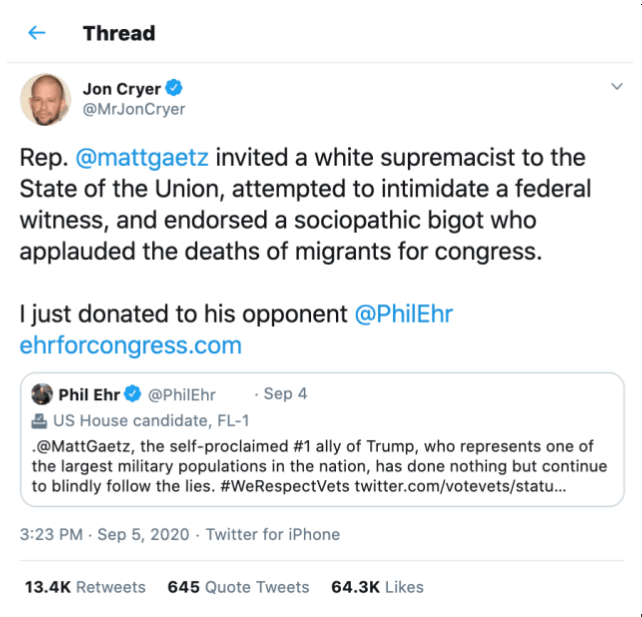 Thread
Jon Cryer
@MrJonCryer
Rep. @mattgaetz invited a white supremacist to the
State of the Union, attempted to intimidate a federal
witness, and endorsed a sociopathic bigot who
applauded the deaths of migrants for congress.
I just donated to his opponent @PhilEhr
ehrforcongress.com
Phil Ehr @PhilEhr · Sep 4
US House candidate, FL-1
.@MattGaetz, the self-proclaimed #1 ally of Trump, who represents one of
the largest military populations in the nation, has done nothing but continue
to blindly follow the lies. #WeRespectVets twitter.com/votevets/statu...
3:23 PM · Sep 5, 2020 · Twitter for iPhone
13.4K Retweets 645 Quote Tweets 64.3K Likes